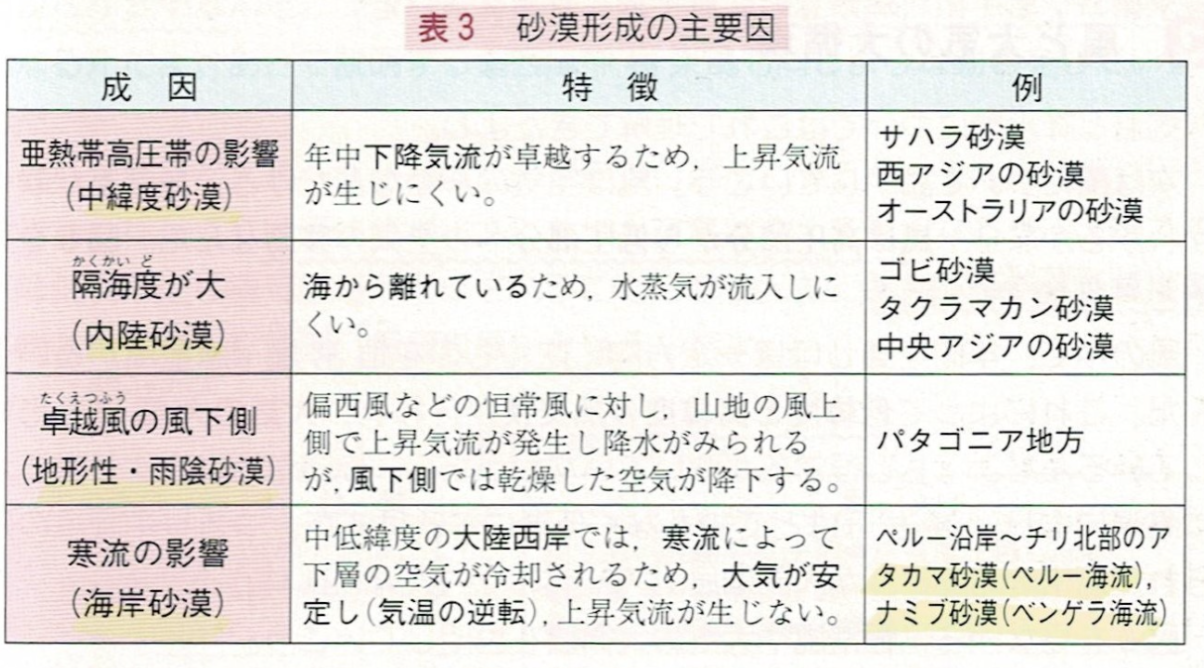 表3 砂漠形成の主要因
成 因
特 徴
例
亜熱帯高圧帯の影響
(中緯度砂漠)
年中下降気流が卓越するため，上昇気流
が生じにくい。
サハラ砂漠
西アジアの砂漠
オーストラリアの砂漠
かくかいど
隔海度が大
(内陸砂漠)
海から離れているため，水蒸気が流入しに
くい。
ゴビ砂漠
タクラマカン砂漠
中央アジアの砂漠
たくえつふう
卓越風の風下側
(地形性・雨陰砂漠)
偏西風などの恒常風に対し，山地の風上
側で上昇気流が発生し降水がみられる
が，風下側では乾燥した空気が降下する。
パタゴニア地方
寒流の影響
(海岸砂漠)
中低緯度の大陸西岸では，寒流によって
下層の空気が冷却されるため，大気が安
定し(気温の逆転)，上昇気流が生じない。
ペルー沿岸～チリ北部のア
タカマ砂漠(ペルー海流)，
ナミブ砂漠(ベンゲラ海流)